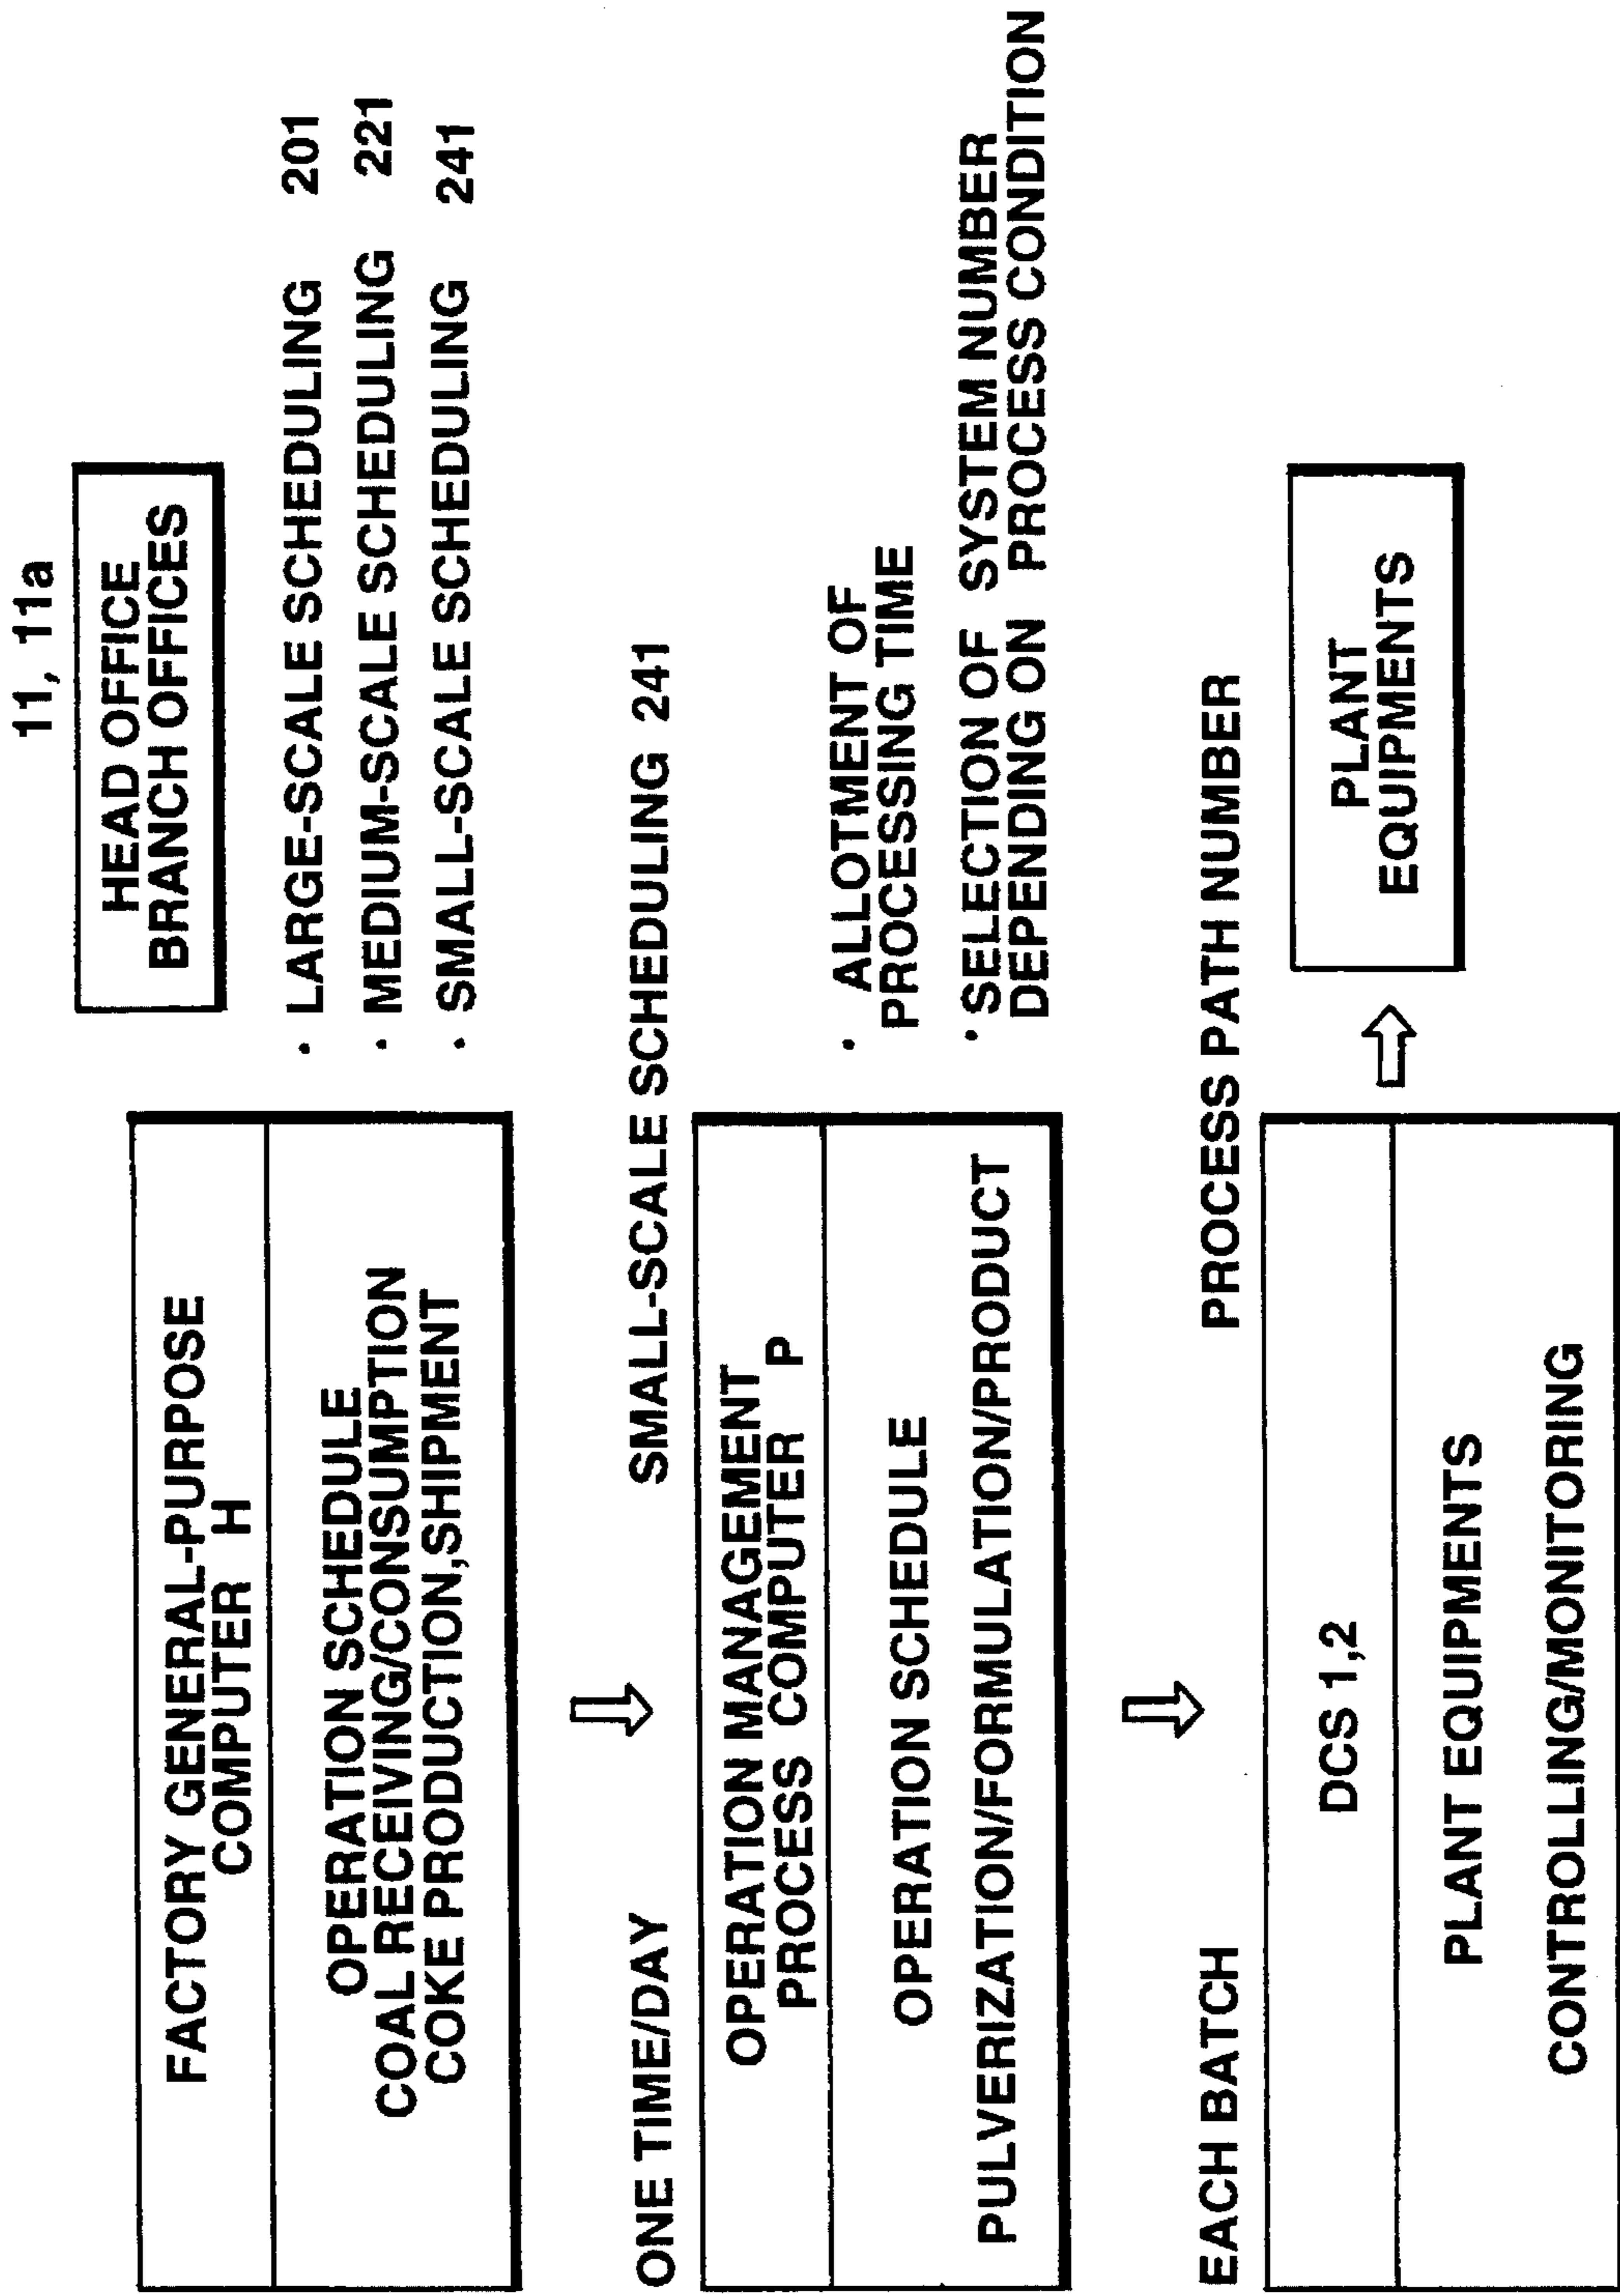 11, 11a
HEAD OFFICE
BRANCH OFFICES
FACTORY GENERAL-PURPOSE
COMPUTER H
OPERATION SCHEDULE
COAL RECEIVING/CONSUMPTION
COKE PRODUCTION,SHIPMENT
· LARGE-SCALE SCHEDULING 201
· MEDIUM-SCALE SCHEDULING 221
· SMALL-SCALE SCHEDULING 241
ONE TIME/DAY
SMALL-SCALE SCHEDULING 241
OPERATION MANAGEMENT
PROCESS COMPUTER P
OPERATION SCHEDULE
PULVERIZATION/FORMULATION/PRODUCT
· ALLOTMENT OF
PROCESSING TIME
· SELECTION OF SYSTEM NUMBER
DEPENDING ON PROCESS CONDITION
EACH BATCH
PROCESS PATH NUMBER
DCS 1,2
PLANT EQUIPMENTS
CONTROLLING/MONITORING
PLANT
EQUIPMENTS